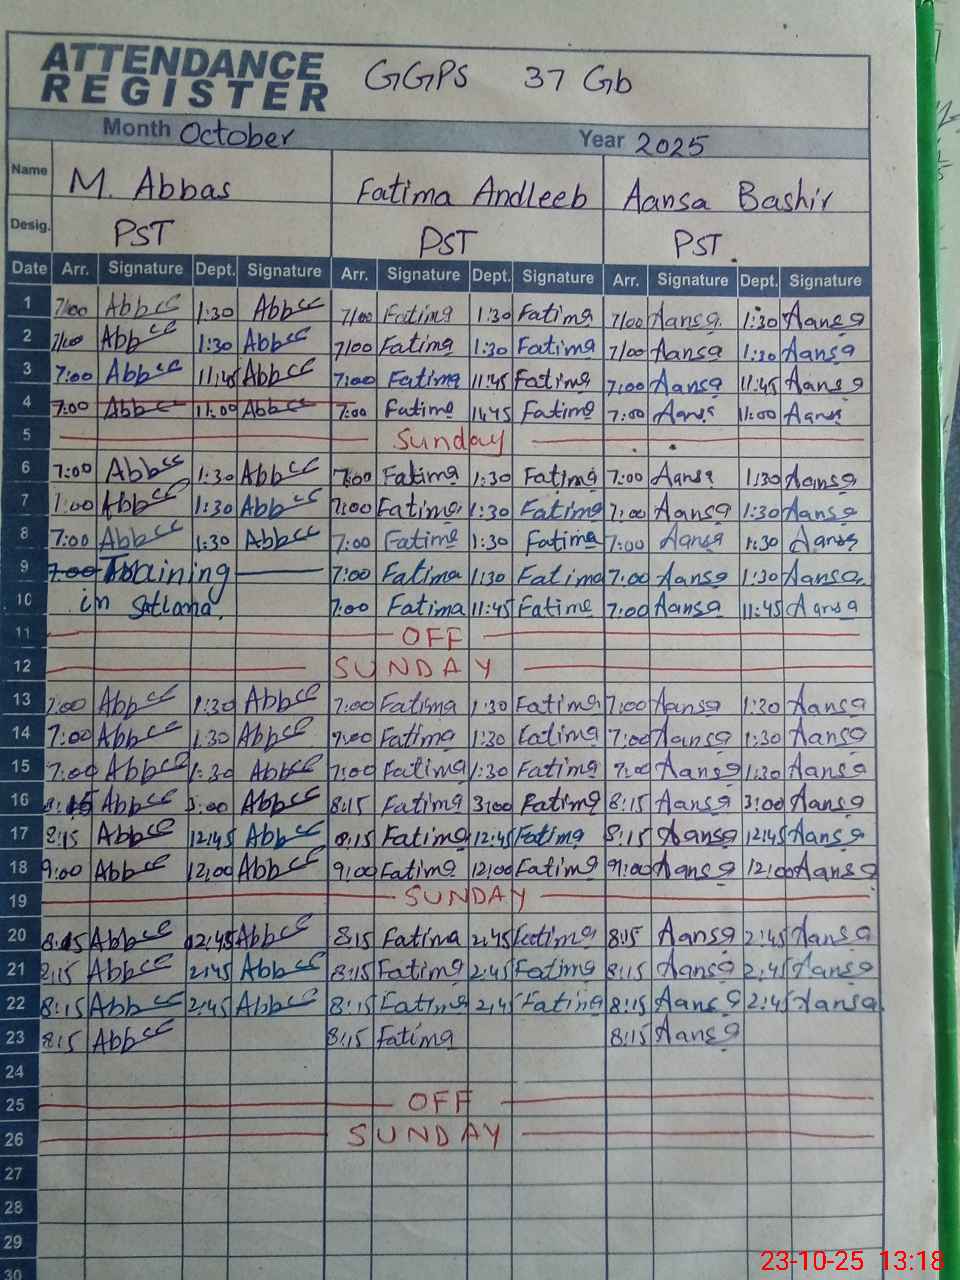 ATTENDANCE
REGISTER
GGPS 37 Gb
Month October Year 2025
Name M. Abbas Fatima Andleeb Aansa Bashir
Desig. PST PST PST.
Date Arr. Signature Dept. Signature Arr. Signature Dept. Signature Arr. Signature Dept. Signature
1 7/00 Abbcc 1:30 Abbcc 7/00 Fatima 1:30 Fatima 7/00 Aansa 1:30 Aansa
2 7/00 Abbcc 1:30 Abbcc 7/00 Fatima 1:30 Fatima 7/00 Aansa 1:30 Aansa
3 7:00 Abbcc 11:45 Abbcc 7:00 Fatima 11:45 Fatima 7:00 Aansa 11:45 Aansa
4 7:00 Abbcc 11:00 Abbcc 7:00 Fatima 11:45 Fatima 7:00 Aansa 11:00 Aansa
5 Sunday
6 7:00 Abbcc 1:30 Abbcc 7:00 Fatima 1:30 Fatima 7:00 Aansa 1:30 Aansa
7 7:00 Abbcc 1:30 Abbcc 7:00 Fatima 1:30 Fatima 7:00 Aansa 1:30 Aansa
8 7:00 Abbcc 1:30 Abbcc 7:00 Fatima 1:30 Fatima 7:00 Aansa 1:30 Aansa
9 7:00 Training 7:00 Fatima 1:30 Fatima 7:00 Aansa 1:30 Aansa
10 in 7:00 Fatima 11:45 Fatima 7:00 Aansa 11:45 Aansa
11 OFF
12 SUNDAY
13 7:00 Abbcc 1:30 Abbcc 7:00 Fatima 1:30 Fatima 7:00 Aansa 1:30 Aansa
14 7:00 Abbcc 1:30 Abbcc 7:00 Fatima 1:30 Fatima 7:00 Aansa 1:30 Aansa
15 7:00 Abbcc 1:30 Abbcc 7:00 Fatima 1:30 Fatima 7:00 Aansa 1:30 Aansa
16 8:15 Abbcc 3:00 Abbcc 8:15 Fatima 3:00 Fatima 8:15 Aansa 3:00 Aansa
17 8:15 Abbcc 12:45 Abbcc 8:15 Fatima 12:45 Fatima 8:15 Aansa 12:45 Aansa
18 9:00 Abbcc 12:00 Abbcc 9:00 Fatima 12:00 Fatima 9:00 Aansa 12:00 Aansa
19 SUNDAY
20 8:15 Abbcc 2:45 Abbcc 8:15 Fatima 2:45 Fatima 8:15 Aansa 2:45 Aansa
21 8:15 Abbcc 2:45 Abbcc 8:15 Fatima 2:45 Fatima 8:15 Aansa 2:45 Aansa
22 8:15 Abbcc 2:45 Abbcc 8:15 Fatima 2:45 Fatima 8:15 Aansa 2:45 Aansa
23 8:15 Abbcc 8:15 Fatima 8:15 Aansa
24
25 OFF
26 SUNDAY
27
28
29
30
23-10-25 13:18